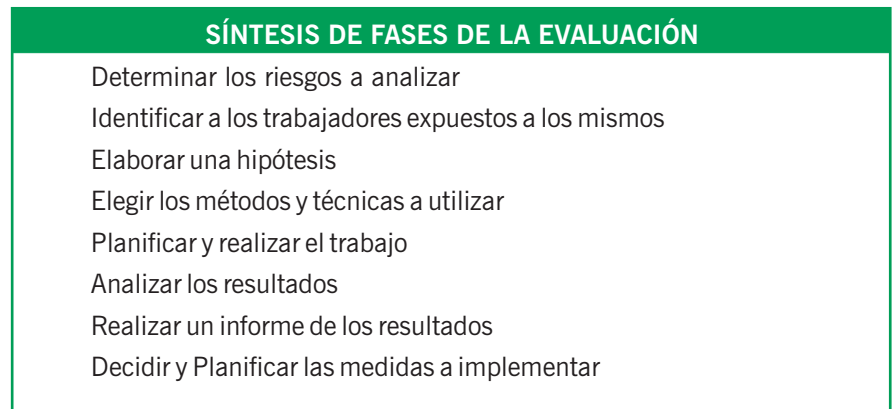 SÍNTESIS DE FASES DE LA EVALUACIÓN
Determinar los riesgos a analizar
Identificar a los trabajadores expuestos a los mismos
Elaborar una hipótesis
Elegir los métodos y técnicas a utilizar
Planificar y realizar el trabajo
Analizar los resultados
Realizar un informe de los resultados
Decidir y Planificar las medidas a implementar